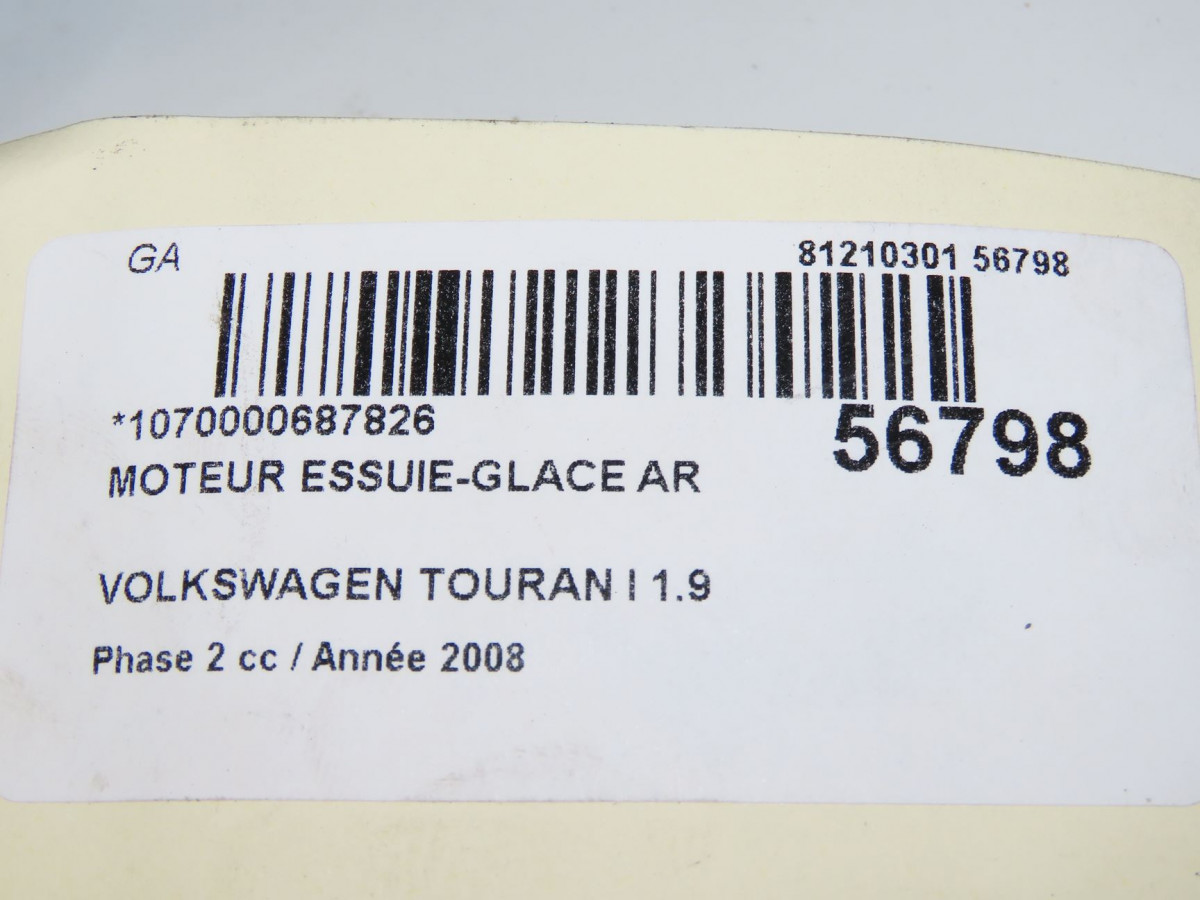 GA
81210301 56798
*1070000687826
56798
MOTEUR ESSUIE-GLACE AR
VOLKSWAGEN TOURAN I 1.9
Phase 2 cc / Année 2008